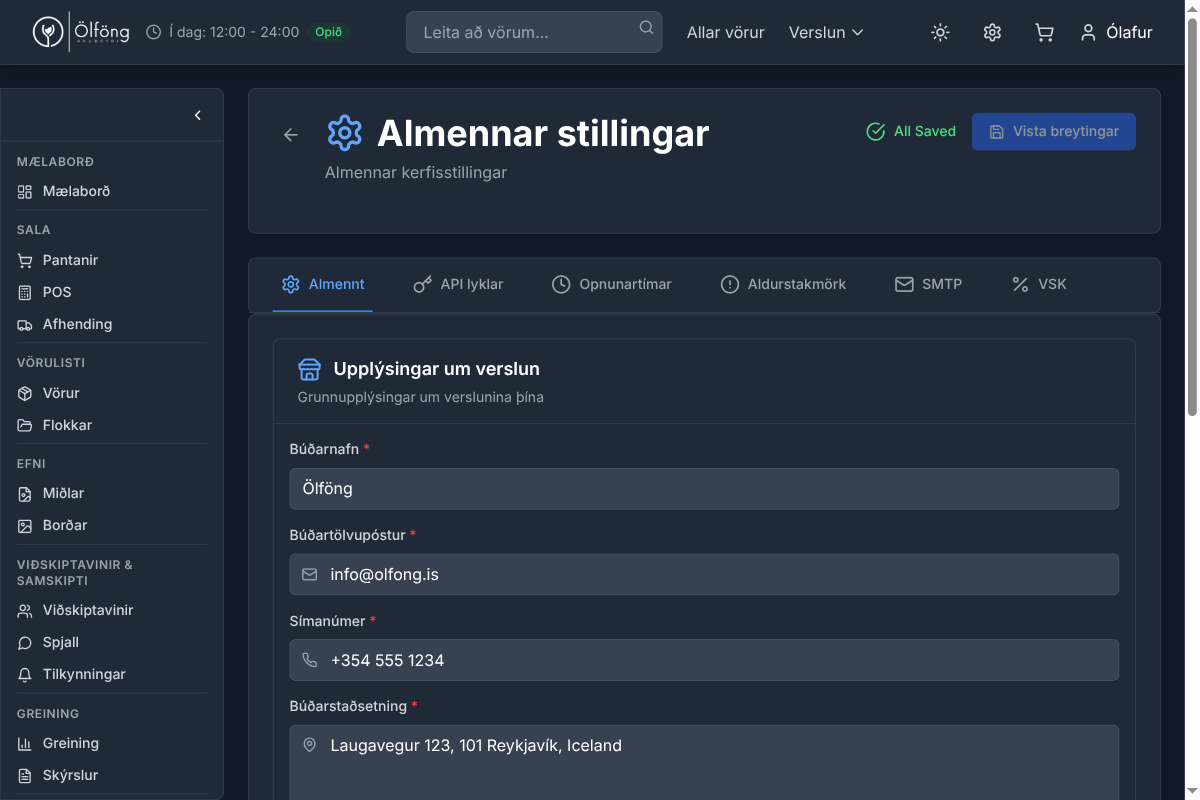 Ölföng
Í dag: 12:00 - 24:00
Opið
Leita að vörum...
Allar vörur
Verslun
Ólafur
MÆLABORÐ
Mælaborð
SALA
Pantanir
POS
Afhending
VÖRULISTI
Vörur
Flokkar
EFNI
Miðlar
Borðar
VIÐSKIPTAVINIR &
SAMSKIPTI
Viðskiptavinir
Spjall
Tilkynningar
GREINING
Greining
Skýrslur
Almennar stillingar
Almennar kerfisstillingar
All Saved
Vista breytingar
Almennt
API lyklar
Opnunartímar
Aldurstakmörk
SMTP
VSK
Upplýsingar um verslun
Grunnupplýsingar um verslunina þína
Búðarnafn *
Ölföng
Búðartölvupóstur *
info@olfong.is
Símanúmer *
+354 555 1234
Búðarstaðsetning *
Laugavegur 123, 101 Reykjavík, Iceland